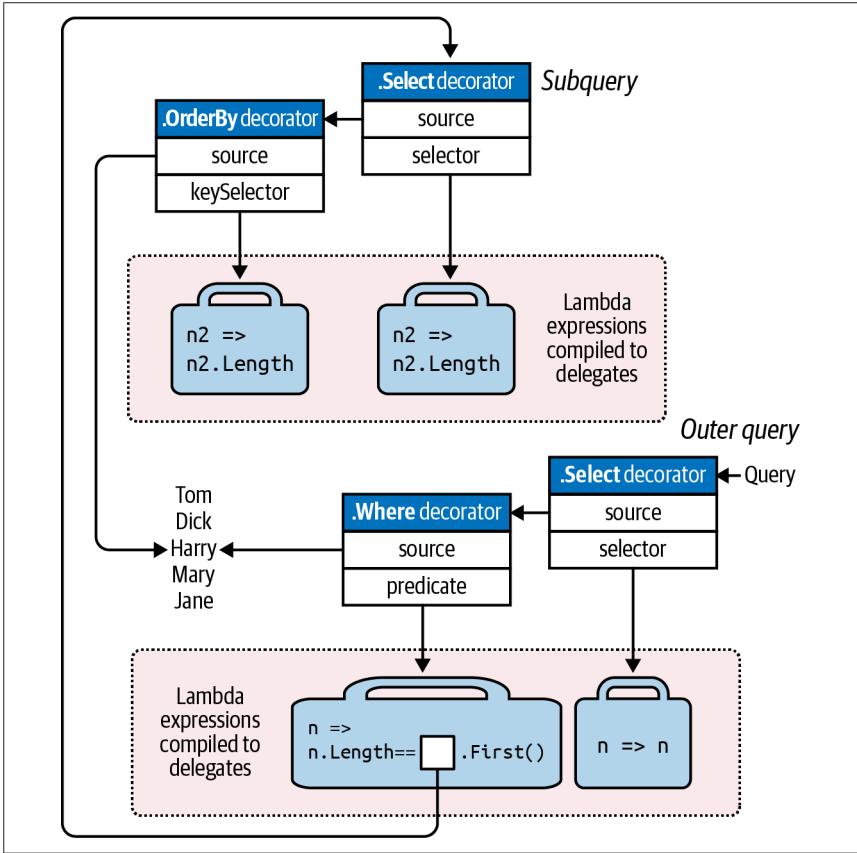 .Select decorator
Subquery
source
selector
.OrderBy decorator
source
keySelector
n2 =>
n2.Length
n2 =>
n2.Length
Lambda
expressions
compiled to
delegates
Outer query
.Select decorator
Query
source
selector
.Where decorator
source
predicate
Tom
Dick
Harry
Mary
Jane
Lambda
expressions
compiled to
delegates
n =>
n.Length== .First()
n => n